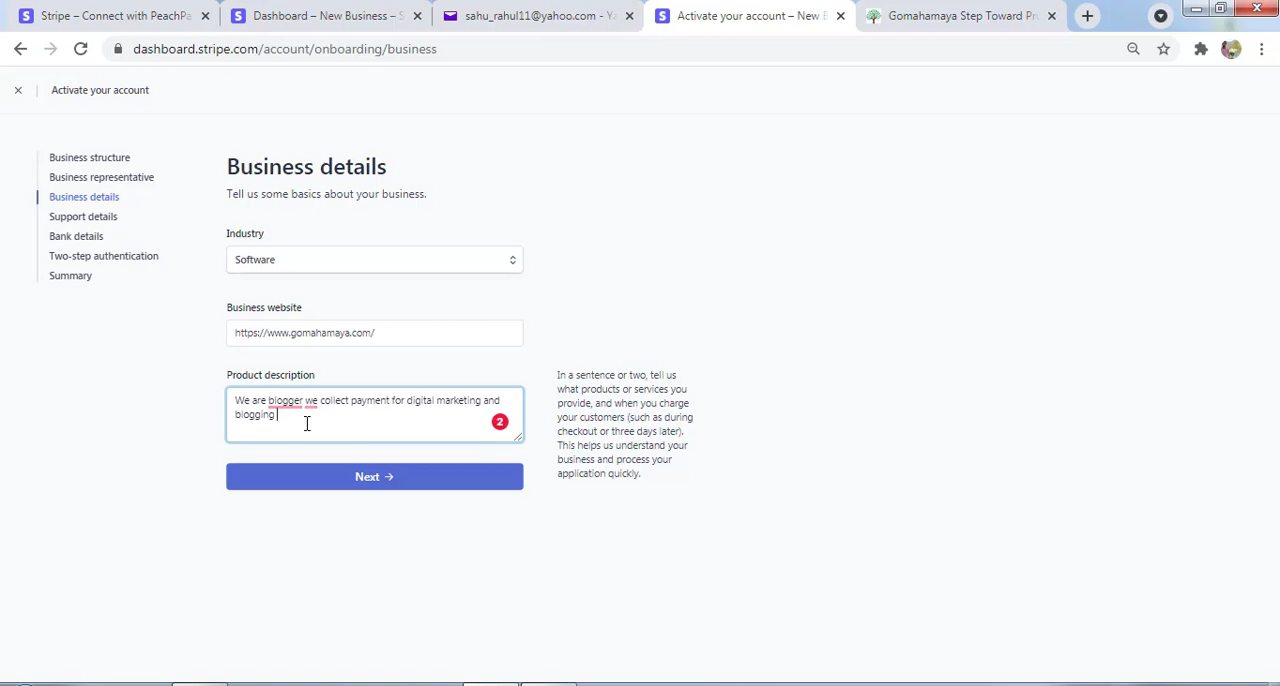 Stripe – Connect with PeachPa
Dashboard – New Business – S
sahu_rahul11@yahoo.com - Ya
Activate your account – New B
Gomahamaya Step Toward Pro
dashboard.stripe.com/account/onboarding/business
Activate your account
Business structure
Business representative
Business details
Support details
Bank details
Two-step authentication
Summary
Business details
Tell us some basics about your business.
Industry
Software
Business website
https://www.gomahamaya.com/
Product description
We are blogger we collect payment for digital marketing and
blogging
2
In a sentence or two, tell us
what products or services you
provide, and when you charge
your customers (such as during
checkout or three days later).
This helps us understand your
business and process your
application quickly.
Next →